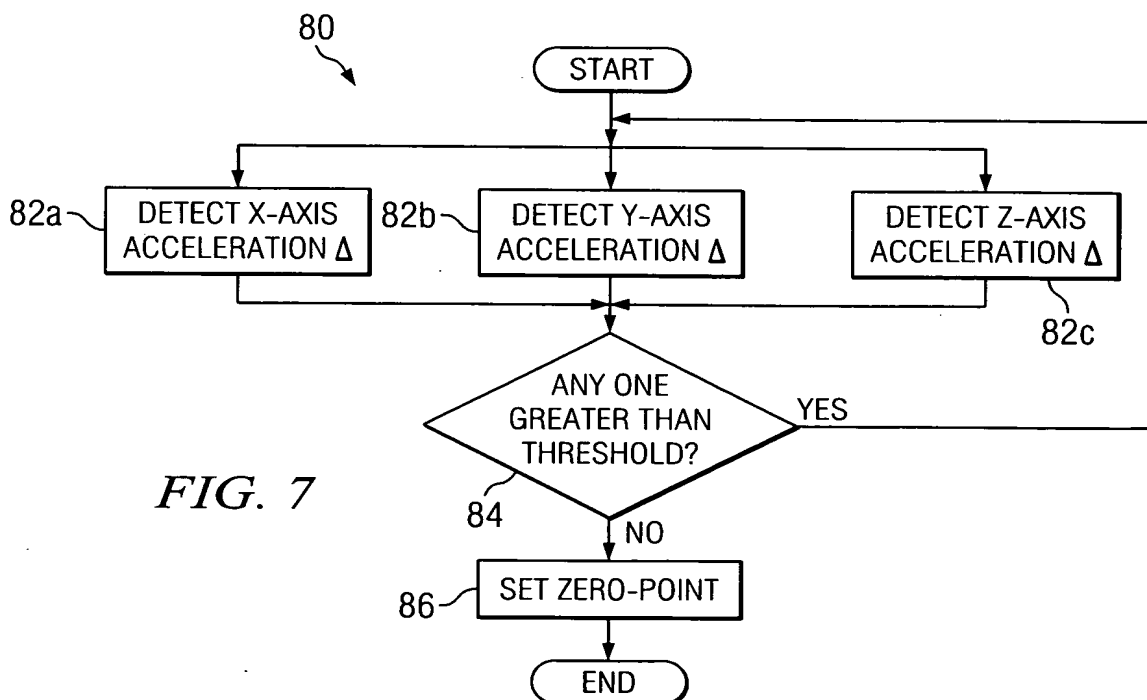 80
START
82a
DETECT X-AXIS
ACCELERATION Δ
82b
DETECT Y-AXIS
ACCELERATION Δ
DETECT Z-AXIS
ACCELERATION Δ
82c
ANY ONE
GREATER THAN
THRESHOLD?
YES
84
FIG. 7
NO
86
SET ZERO-POINT
END